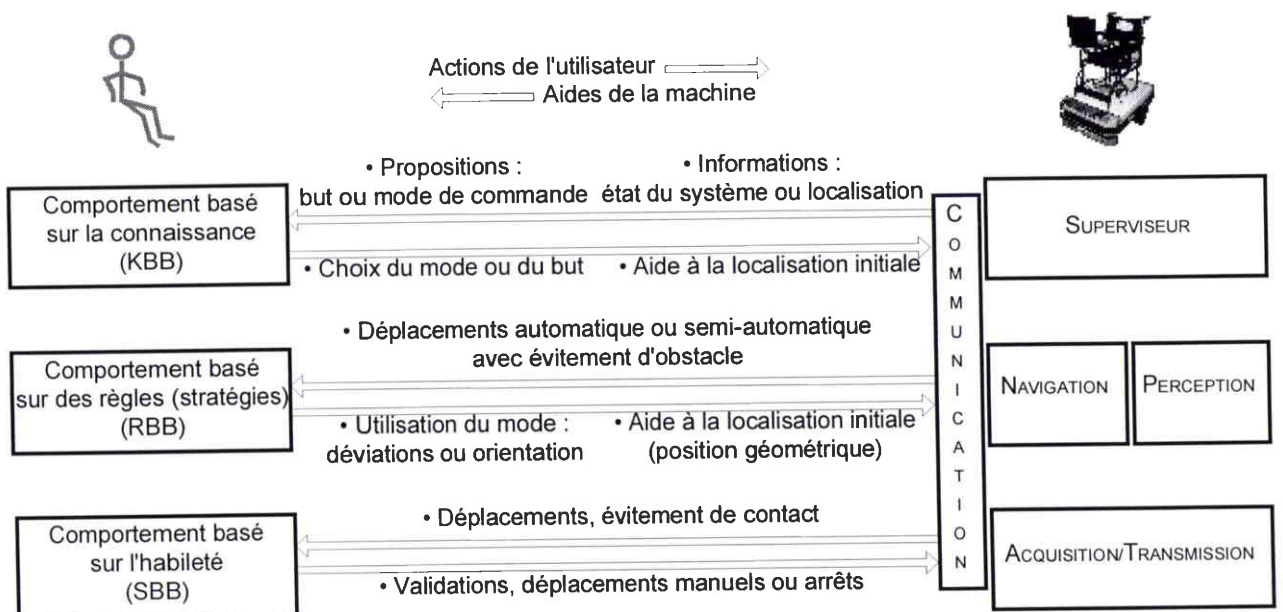 Actions de l'utilisateur
Aides de la machine
• Propositions :
but ou mode de commande
• Informations :
état du système ou localisation
Comportement basé
sur la connaissance
(KBB)
• Choix du mode ou du but
• Aide à la localisation initiale
COMMUNICATION
SUPERVISEUR
• Déplacements automatique ou semi-automatique
avec évitement d'obstacle
Comportement basé
sur des règles (stratégies)
(RBB)
• Utilisation du mode :
déviations ou orientation
• Aide à la localisation initiale
(position géométrique)
NAVIGATION
PERCEPTION
• Déplacements, évitement de contact
Comportement basé
sur l'habileté
(SBB)
• Validations, déplacements manuels ou arrêts
ACQUISITION/TRANSMISSION